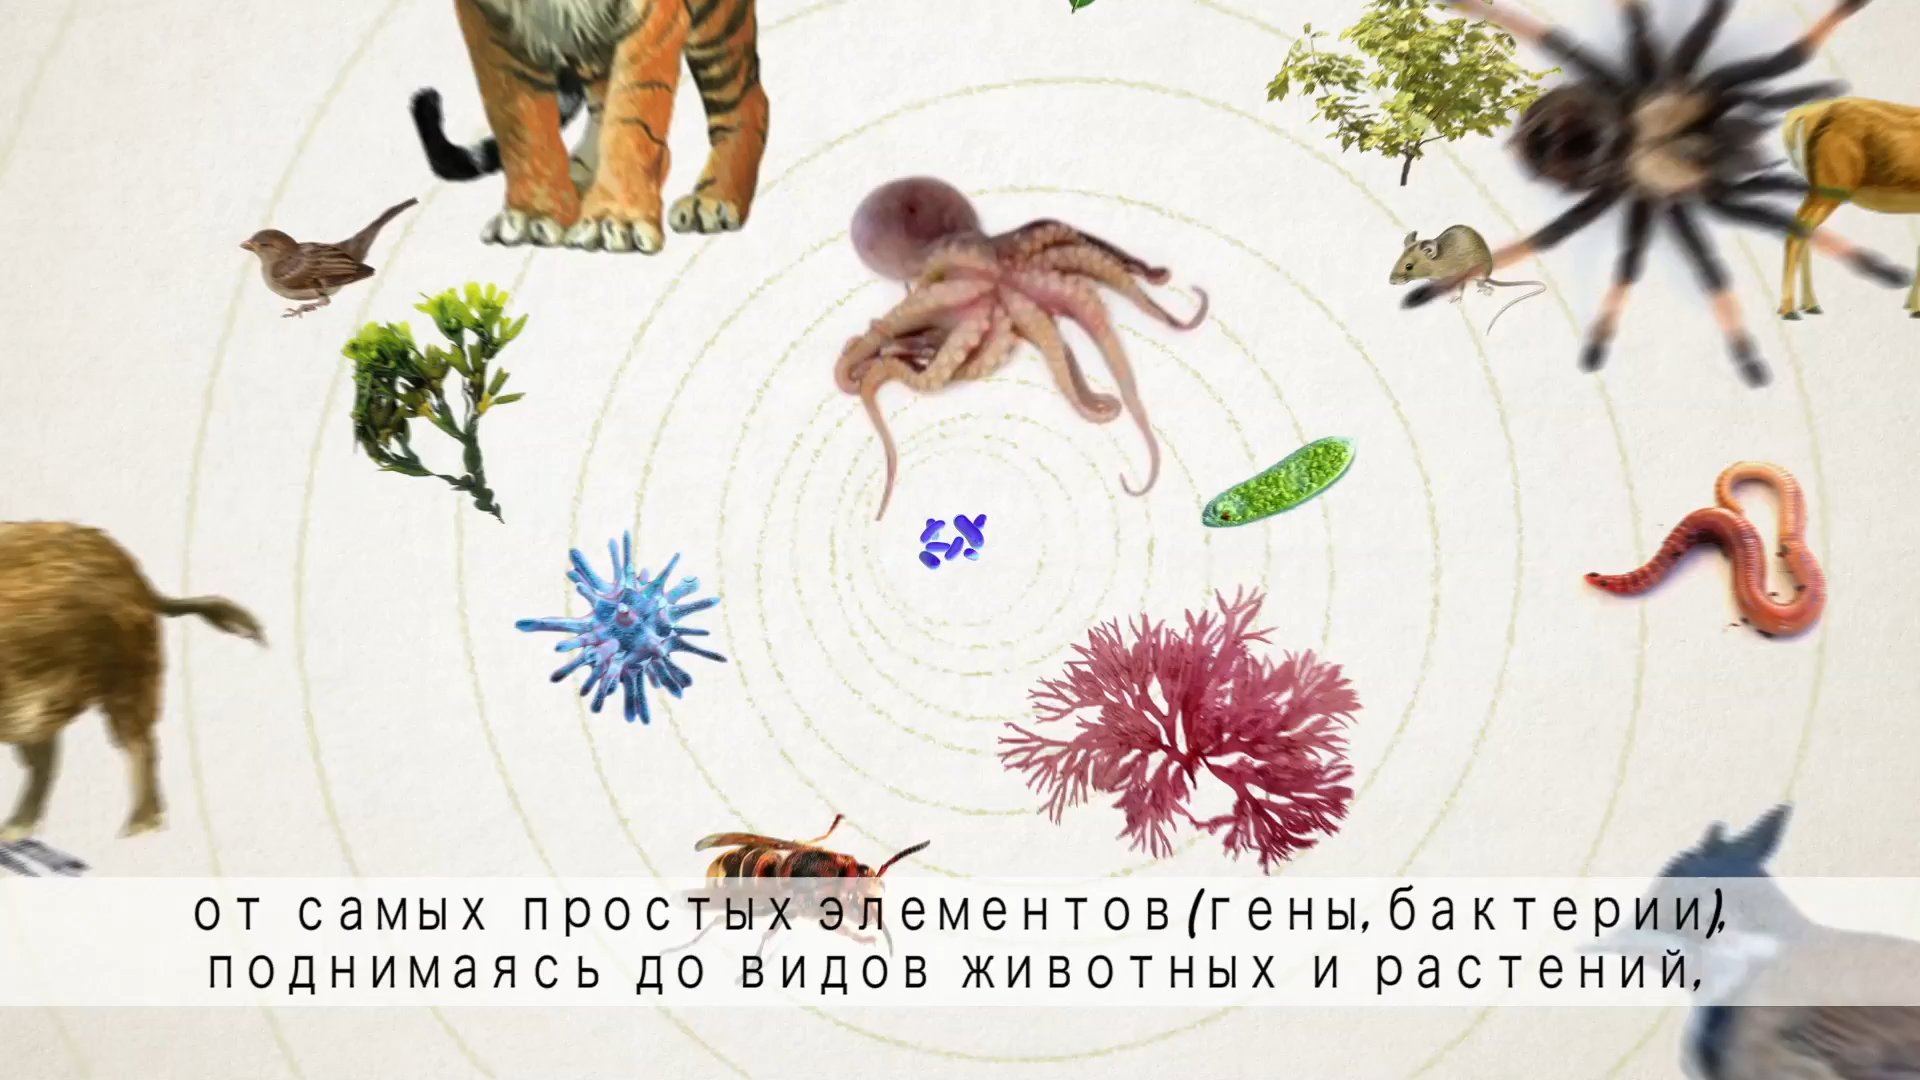 от самых простых элементов (гены, бактерии),
поднимаясь до видов животных и растений,